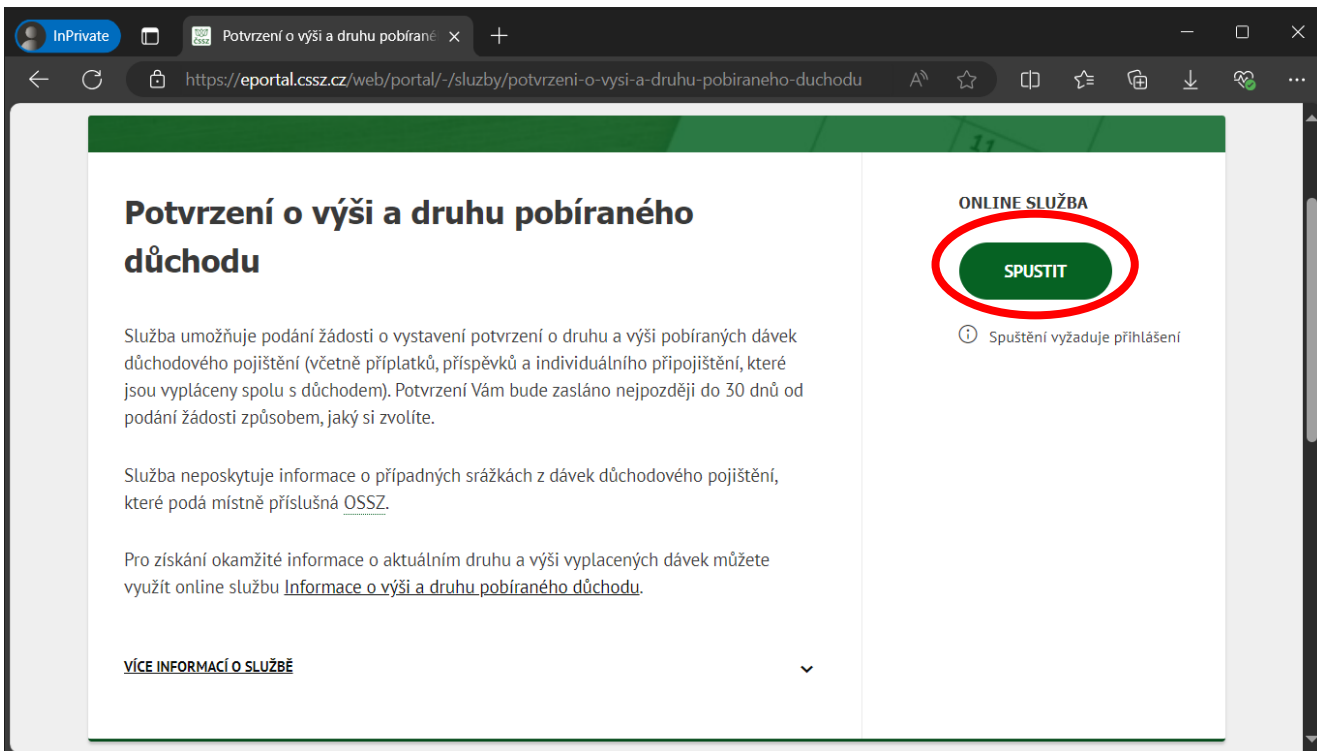 InPrivate
Potvrzení o výši a druhu pobírané
https://eportal.cssz.cz/web/portal/-/sluzby/potvrzeni-o-vysi-a-druhu-pobiraneho-duchodu
11
Potvrzení o výši a druhu pobíraného
důchodu
Služba umožňuje podání žádosti o vystavení potvrzení o druhu a výši pobíraných dávek
důchodového pojištění (včetně příplatků, příspěvků a individuálního připojištění, které
jsou vypláceny spolu s důchodem). Potvrzení Vám bude zasláno nejpozději do 30 dnů od
podání žádosti způsobem, jaký si zvolíte.
Služba neposkytuje informace o případných srážkách z dávek důchodového pojištění,
které podá místně příslušná OSSZ.
Pro získání okamžité informace o aktuálním druhu a výši vyplacených dávek můžete
využít online službu Informace o výši a druhu pobíraného důchodu.
VÍCE INFORMACÍ O SLUŽBĚ
ONLINE SLUŽBA
SPUSTIT
Spuštění vyžaduje přihlášení